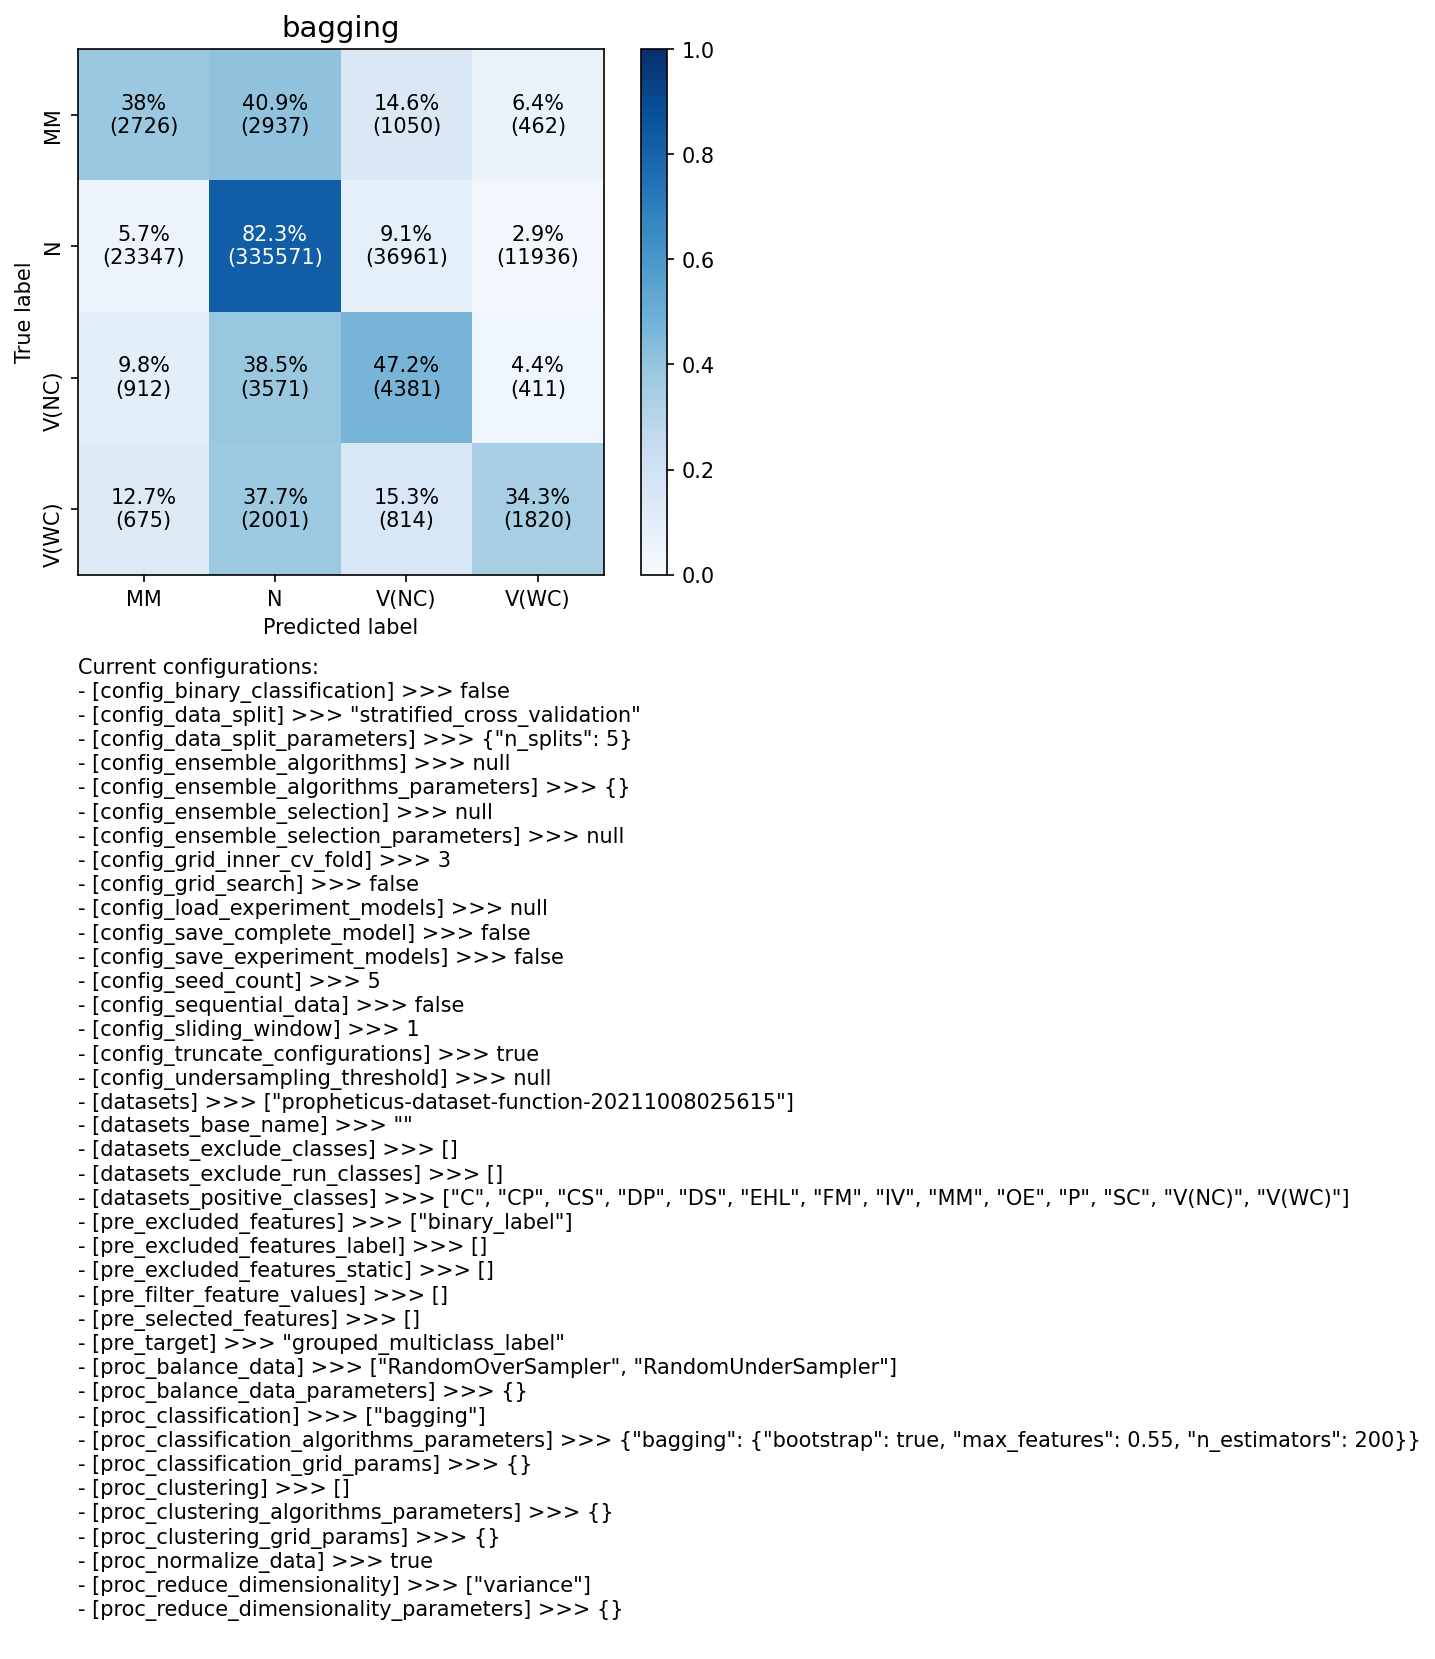 bagging
38% 40.9% 14.6% 6.4%
(2726) (2937) (1050) (462)
MM
5.7% 82.3% 9.1% 2.9%
(23347) (335571) (36961) (11936)
N
True label
9.8% 38.5% 47.2% 4.4%
(912) (3571) (4381) (411)
V(NC)
12.7% 37.7% 15.3% 34.3%
(675) (2001) (814) (1820)
V(WC)
MM N V(NC) V(WC)
Predicted label
1.0
0.8
0.6
0.4
0.2
0.0
Current configurations:
- [config_binary_classification] >>> false
- [config_data_split] >>> "stratified_cross_validation"
- [config_data_split_parameters] >>> {"n_splits": 5}
- [config_ensemble_algorithms] >>> null
- [config_ensemble_algorithms_parameters] >>> {}
- [config_ensemble_selection] >>> null
- [config_ensemble_selection_parameters] >>> null
- [config_grid_inner_cv_fold] >>> 3
- [config_grid_search] >>> false
- [config_load_experiment_models] >>> null
- [config_save_complete_model] >>> false
- [config_save_experiment_models] >>> false
- [config_seed_count] >>> 5
- [config_sequential_data] >>> false
- [config_sliding_window] >>> 1
- [config_truncate_configurations] >>> true
- [config_undersampling_threshold] >>> null
- [datasets] >>> ["propheticus-dataset-function-20211008025615"]
- [datasets_base_name] >>> ""
- [datasets_exclude_classes] >>> []
- [datasets_exclude_run_classes] >>> []
- [datasets_positive_classes] >>> ["C", "CP", "CS", "DP", "DS", "EHL", "FM", "IV", "MM", "OE", "P", "SC", "V(NC)", "V(WC)"]
- [pre_excluded_features] >>> ["binary_label"]
- [pre_excluded_features_label] >>> []
- [pre_excluded_features_static] >>> []
- [pre_filter_feature_values] >>> []
- [pre_selected_features] >>> []
- [pre_target] >>> "grouped_multiclass_label"
- [proc_balance_data] >>> ["RandomOverSampler", "RandomUnderSampler"]
- [proc_balance_data_parameters] >>> {}
- [proc_classification] >>> ["bagging"]
- [proc_classification_algorithms_parameters] >>> {"bagging": {"bootstrap": true, "max_features": 0.55, "n_estimators": 200}}
- [proc_classification_grid_params] >>> {}
- [proc_clustering] >>> []
- [proc_clustering_algorithms_parameters] >>> {}
- [proc_clustering_grid_params] >>> {}
- [proc_normalize_data] >>> true
- [proc_reduce_dimensionality] >>> ["variance"]
- [proc_reduce_dimensionality_parameters] >>> {}